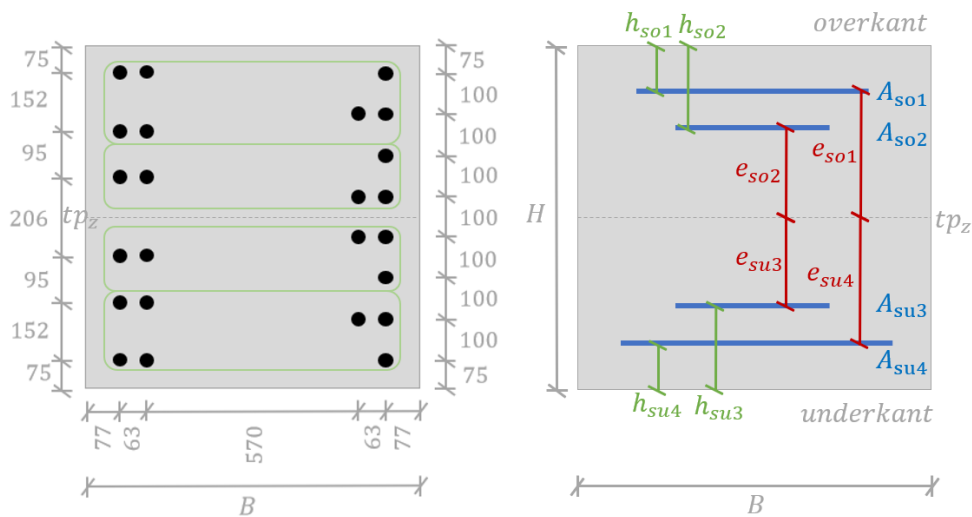 75
152
95
206
95
152
75
tp_z
75
100
100
100
100
100
100
100
75
77
63
570
63
77
B
h_so1
h_so2
overkant
A_so1
A_so2
e_so1
e_so2
H
tp_z
e_su3
e_su4
A_su3
A_su4
h_su4
h_su3
underkant
B